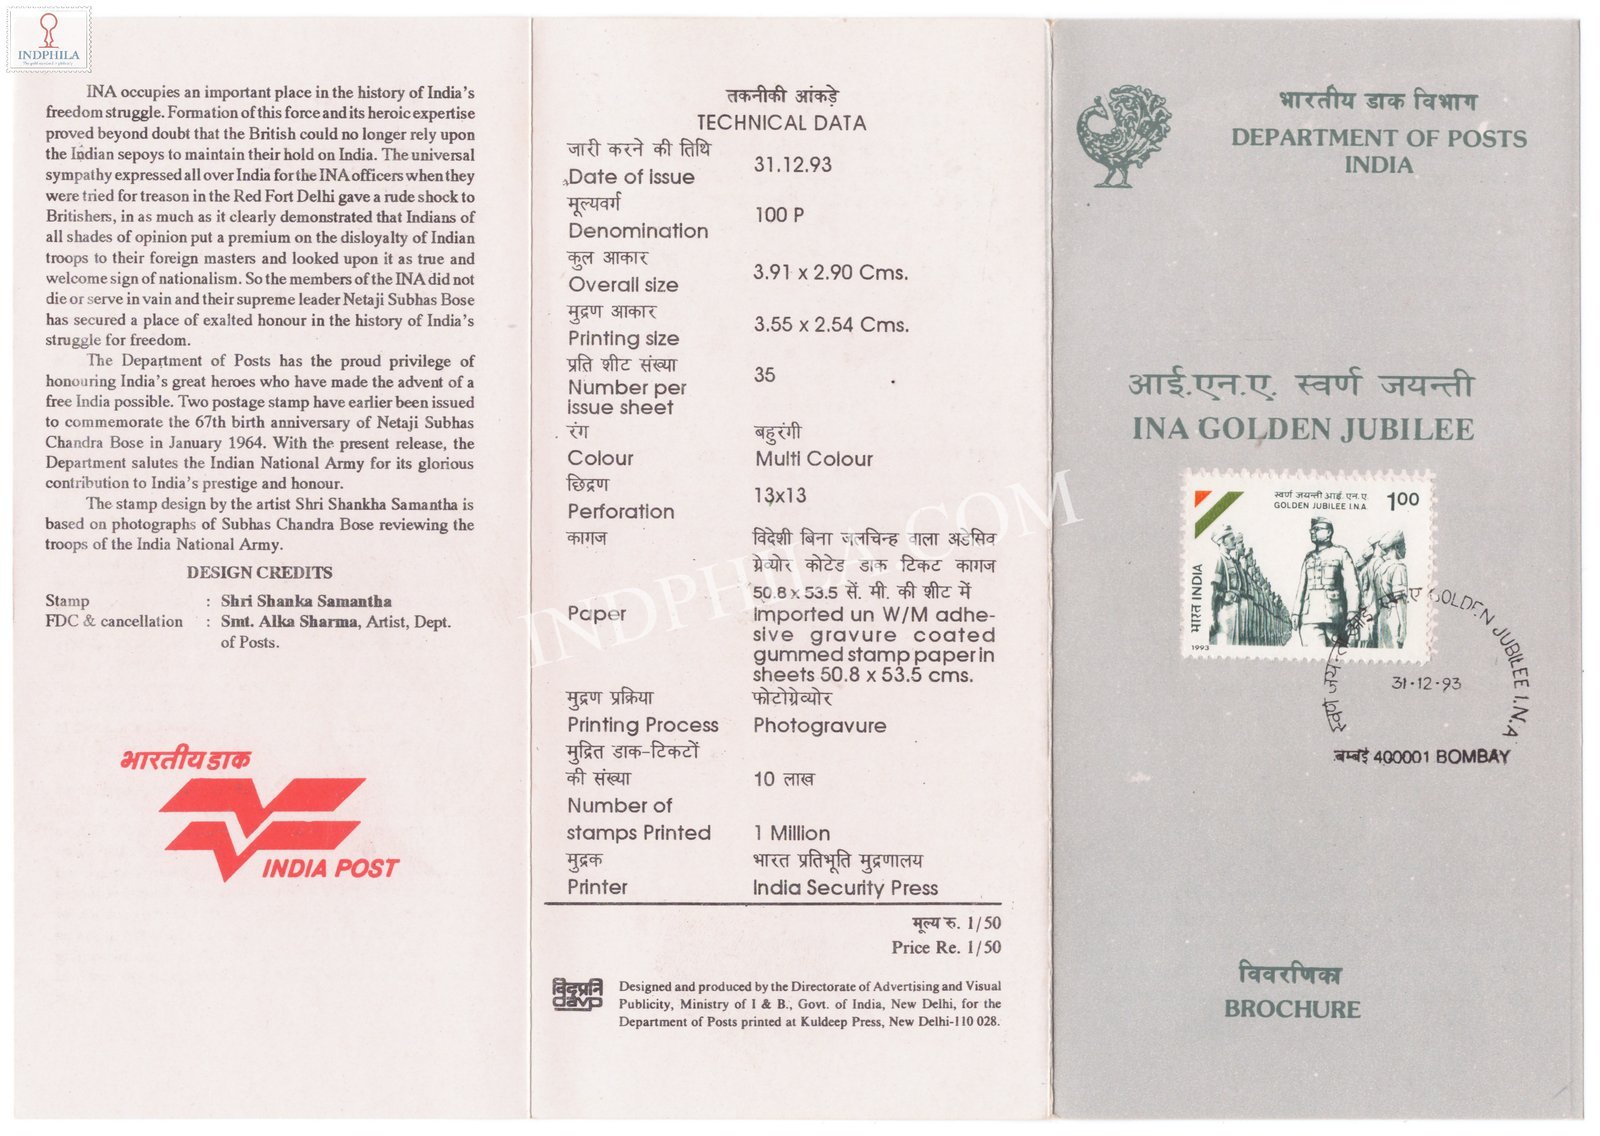 INDPHILA
INA occupies an important place in the history of India's
freedom struggle. Formation of this force and its heroic expertise
proved beyond doubt that the British could no longer rely upon
the Indian sepoys to maintain their hold on India. The universal
sympathy expressed all over India for the INA officers when they
were tried for treason in the Red Fort Delhi gave a rude shock to
Britishers, in as much as it clearly demonstrated that Indians of
all shades of opinion put a premium on the disloyalty of Indian
troops to their foreign masters and looked upon it as true and
welcome sign of nationalism. So the members of the INA did not
die or serve in vain and their supreme leader Netaji Subhas Bose
has secured a place of exalted honour in the history of India's
struggle for freedom.
The Department of Posts has the proud privilege of
honouring India's great heroes who have made the advent of a
free India possible. Two postage stamp have earlier been issued
to commemorate the 67th birth anniversary of Netaji Subhas
Chandra Bose in January 1964. With the present release, the
Department salutes the Indian National Army for its glorious
contribution to India's prestige and honour.
The stamp design by the artist Shri Shankha Samantha is
based on photographs of Subhas Chandra Bose reviewing the
troops of the India National Army.
DESIGN CREDITS
Stamp : Shri Shanka Samantha
FDC & cancellation : Smt. Alka Sharma, Artist, Dept.
of Posts.
भारतीय डाक
INDIA POST
तकनीकी आंकड़े
TECHNICAL DATA
जारी करने की तिथि
Date of issue 31.12.93
मूल्यवर्ग
Denomination 100 P
कुल आकार
Overall size 3.91 x 2.90 Cms.
मुद्रण आकार
Printing size 3.55 x 2.54 Cms.
प्रति शीट संख्या
Number per 35
issue sheet
रंग बहुरंगी
Colour Multi Colour
छिद्रण
Perforation 13x13
काग़ज विदेशी बिना जलचिन्ह वाला अडेसिव
ग्रेव्योर कोटेड डाक टिकट कागज
50.8 x 53.5 सें. मी. की शीट में
Paper imported un W/M adhe-
sive gravure coated
gummed stamp paper in
sheets 50.8 x 53.5 cms.
मुद्रण प्रक्रिया फोटोग्रेव्योर
Printing Process Photogravure
मुद्रित डाक-टिकटों
की संख्या 10 लाख
Number of
stamps Printed 1 Million
मुद्रक भारत प्रतिभूति मुद्रणालय
Printer India Security Press
मूल्य रु. 1/50
Price Re. 1/50
विदृप्रनि
davp
Designed and produced by the Directorate of Advertising and Visual
Publicity, Ministry of I & B., Govt. of India, New Delhi, for the
Department of Posts printed at Kuldeep Press, New Delhi-110 028.
INDPHILA.COM
भारतीय डाक विभाग
DEPARTMENT OF POSTS
INDIA
आई.एन.ए. स्वर्ण जयन्ती
INA GOLDEN JUBILEE
स्वर्ण जयन्ती आई. एन. ए.
GOLDEN JUBILEE I.N.A.
100
भारत INDIA
1993
स्वर्ण जयन्ती आई एन ए GOLDEN JUBILEE I.N.A
31-12-93
बम्बई 400001 BOMBAY
विवरणिका
BROCHURE